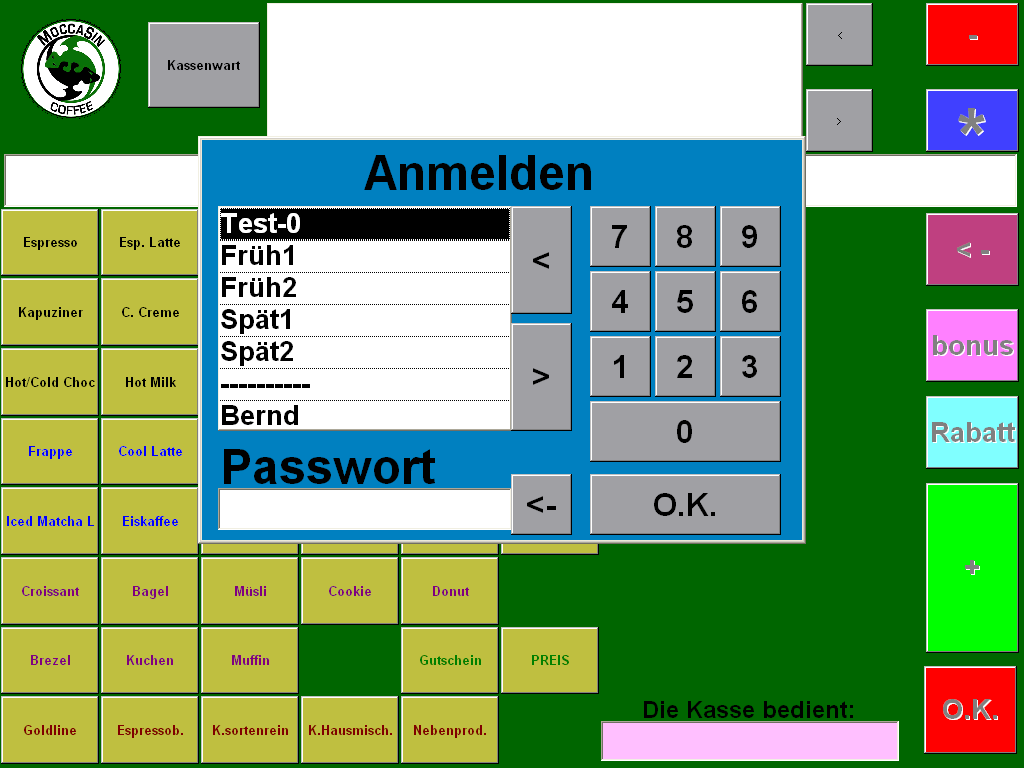 MOCCASIN
COFFEE
Kassenwart
<
>
-
*
Anmelden
Test-0
Früh1
Früh2
Spät1
Spät2
----------
Bernd
<
>
7 8 9
4 5 6
1 2 3
0
Passwort
<-
O.K.
Espresso Esp. Latte
Kapuziner C. Creme
Hot/Cold Choc Hot Milk
Frappe Cool Latte
Iced Matcha L Eiskaffee
Croissant Bagel Müsli Cookie Donut
Brezel Kuchen Muffin Gutschein PREIS
Goldline Espressob. K.sortenrein K.Hausmisch. Nebenprod.
< -
bonus
Rabatt
+
Die Kasse bedient:
O.K.